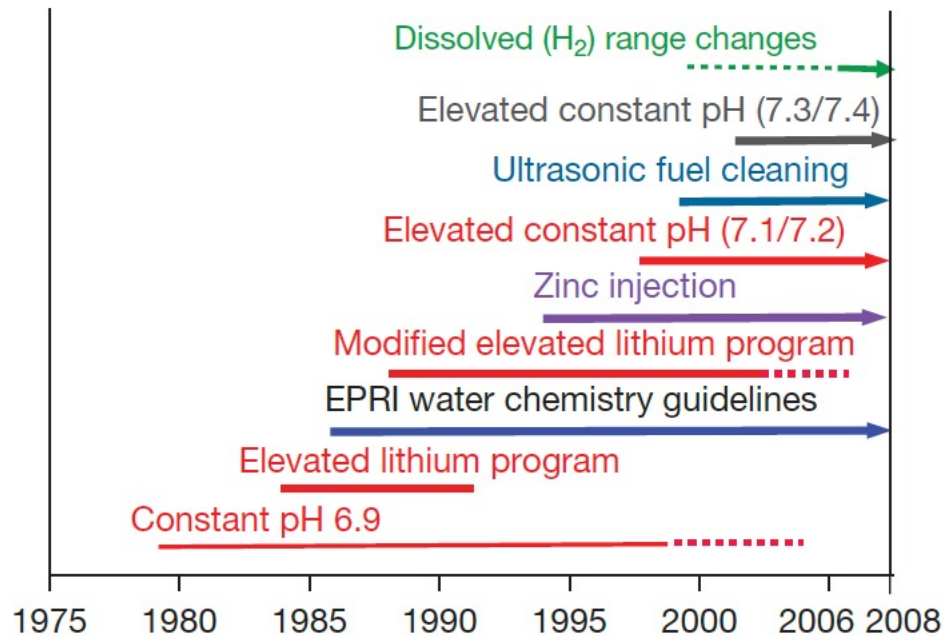 Dissolved (H₂) range changes
Elevated constant pH (7.3/7.4)
Ultrasonic fuel cleaning
Elevated constant pH (7.1/7.2)
Zinc injection
Modified elevated lithium program
EPRI water chemistry guidelines
Elevated lithium program
Constant pH 6.9
1975 1980 1985 1990 1995 2000 2006 2008